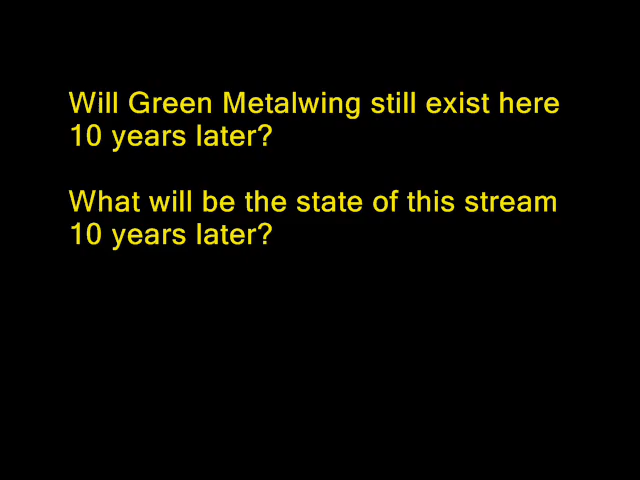 Will Green Metalwing still exist here
10 years later?
What will be the state of this stream
10 years later?